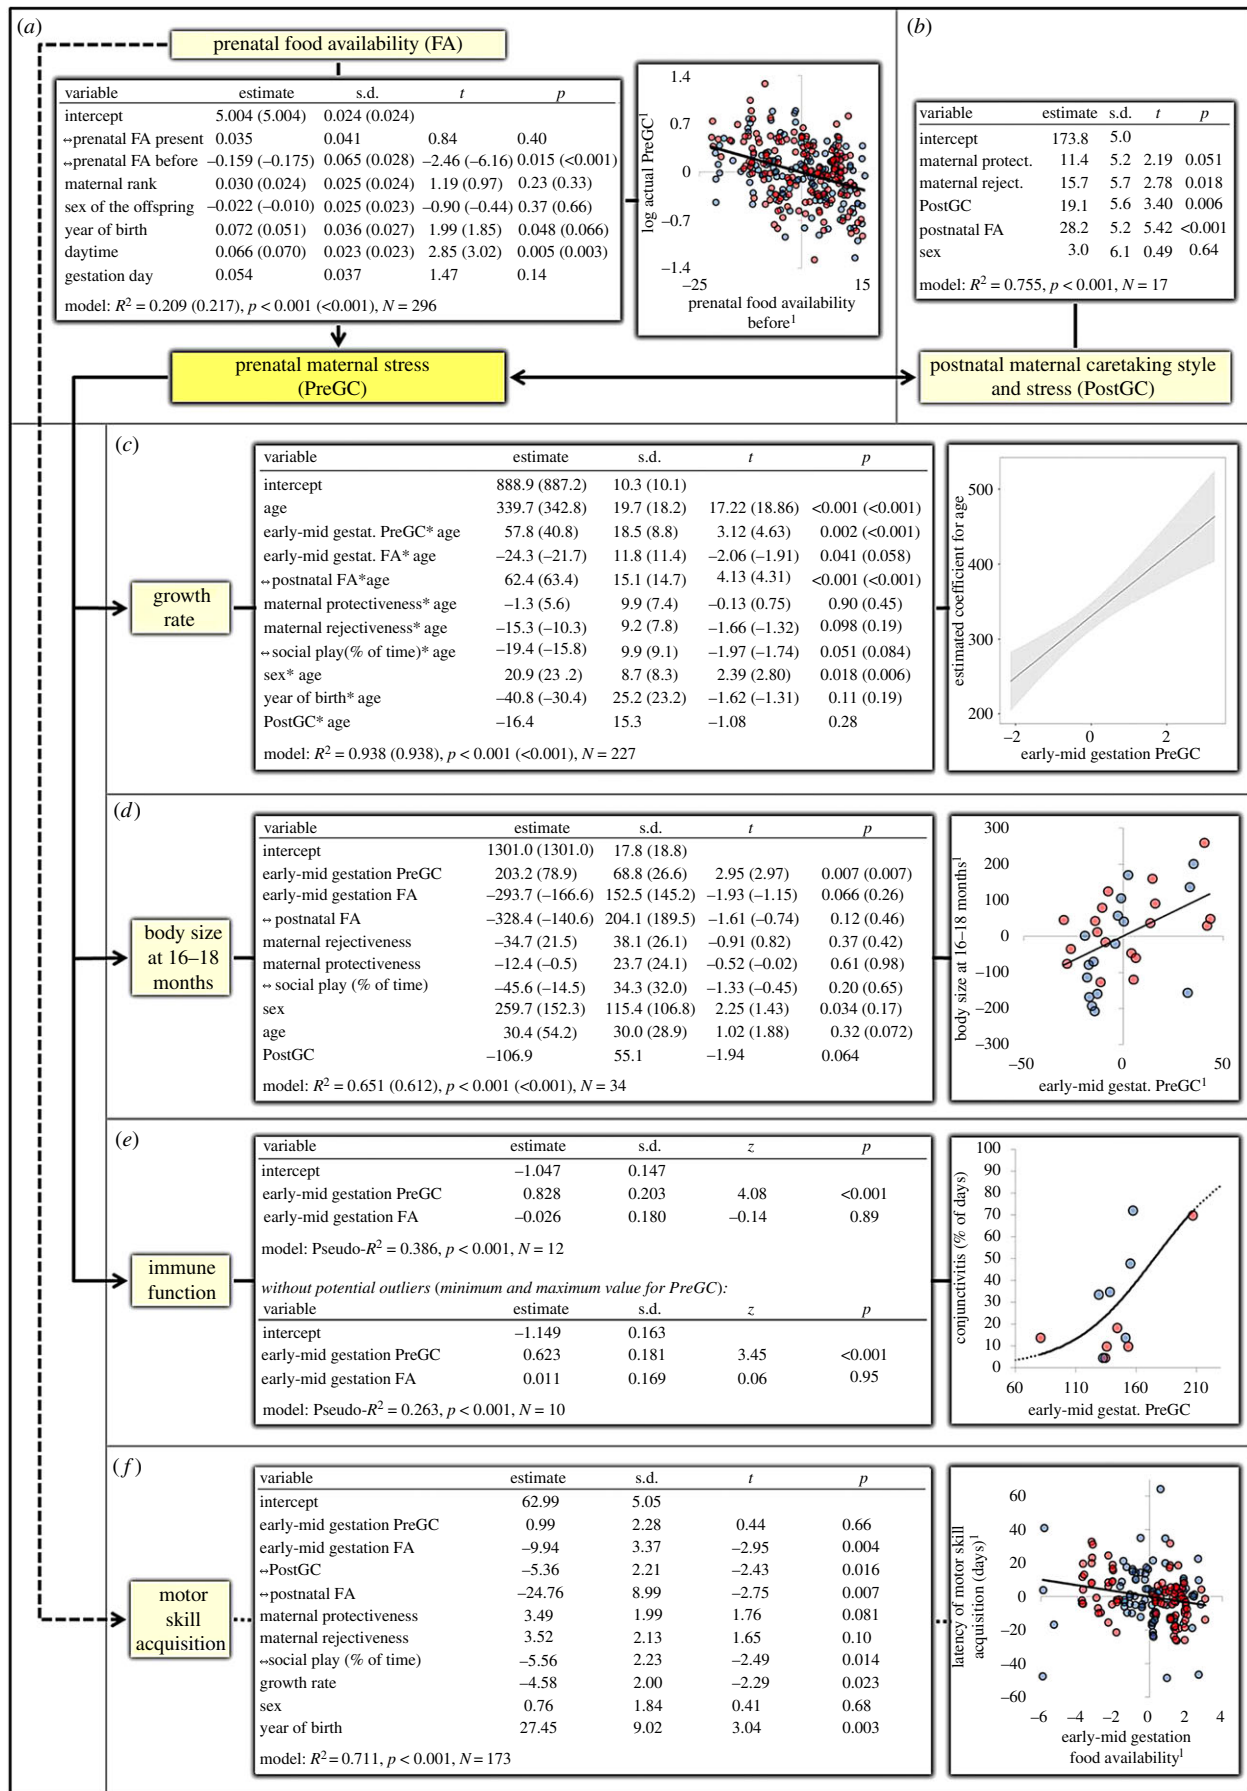 (a)
prenatal food availability (FA)
variable estimate s.d. t p
intercept 5.004 (5.004) 0.024 (0.024)
↔prenatal FA present 0.035 0.041 0.84 0.40
↔prenatal FA before −0.159 (−0.175) 0.065 (0.028) −2.46 (−6.16) 0.015 (<0.001)
maternal rank 0.030 (0.024) 0.025 (0.024) 1.19 (0.97) 0.23 (0.33)
sex of the offspring −0.022 (−0.010) 0.025 (0.023) −0.90 (−0.44) 0.37 (0.66)
year of birth 0.072 (0.051) 0.036 (0.027) 1.99 (1.85) 0.048 (0.066)
daytime 0.066 (0.070) 0.023 (0.023) 2.85 (3.02) 0.005 (0.003)
gestation day 0.054 0.037 1.47 0.14
model: R² = 0.209 (0.217), p < 0.001 (<0.001), N = 296
log actual PreGC¹
1.4
0.7
0
−0.7
−1.4
−25 15
prenatal food availability
before¹
(b)
variable estimate s.d. t p
intercept 173.8 5.0
maternal protect. 11.4 5.2 2.19 0.051
maternal reject. 15.7 5.7 2.78 0.018
PostGC 19.1 5.6 3.40 0.006
postnatal FA 28.2 5.2 5.42 <0.001
sex 3.0 6.1 0.49 0.64
model: R² = 0.755, p < 0.001, N = 17
prenatal maternal stress
(PreGC)
postnatal maternal caretaking style
and stress (PostGC)
(c)
growth
rate
variable estimate s.d. t p
intercept 888.9 (887.2) 10.3 (10.1)
age 339.7 (342.8) 19.7 (18.2) 17.22 (18.86) <0.001 (<0.001)
early-mid gestat. PreGC* age 57.8 (40.8) 18.5 (8.8) 3.12 (4.63) 0.002 (<0.001)
early-mid gestat. FA* age −24.3 (−21.7) 11.8 (11.4) −2.06 (−1.91) 0.041 (0.058)
↔postnatal FA*age 62.4 (63.4) 15.1 (14.7) 4.13 (4.31) <0.001 (<0.001)
maternal protectiveness* age −1.3 (5.6) 9.9 (7.4) −0.13 (0.75) 0.90 (0.45)
maternal rejectiveness* age −15.3 (−10.3) 9.2 (7.8) −1.66 (−1.32) 0.098 (0.19)
↔social play(% of time)* age −19.4 (−15.8) 9.9 (9.1) −1.97 (−1.74) 0.051 (0.084)
sex* age 20.9 (23 .2) 8.7 (8.3) 2.39 (2.80) 0.018 (0.006)
year of birth* age −40.8 (−30.4) 25.2 (23.2) −1.62 (−1.31) 0.11 (0.19)
PostGC* age −16.4 15.3 −1.08 0.28
model: R² = 0.938 (0.938), p < 0.001 (<0.001), N = 227
estimated coefficient for age
500
400
300
200
−2 0 2
early-mid gestation PreGC
(d)
body size
at 16–18
months
variable estimate s.d. t p
intercept 1301.0 (1301.0) 17.8 (18.8)
early-mid gestation PreGC 203.2 (78.9) 68.8 (26.6) 2.95 (2.97) 0.007 (0.007)
early-mid gestation FA −293.7 (−166.6) 152.5 (145.2) −1.93 (−1.15) 0.066 (0.26)
↔ postnatal FA −328.4 (−140.6) 204.1 (189.5) −1.61 (−0.74) 0.12 (0.46)
maternal rejectiveness −34.7 (21.5) 38.1 (26.1) −0.91 (0.82) 0.37 (0.42)
maternal protectiveness −12.4 (−0.5) 23.7 (24.1) −0.52 (−0.02) 0.61 (0.98)
↔ social play (% of time) −45.6 (−14.5) 34.3 (32.0) −1.33 (−0.45) 0.20 (0.65)
sex 259.7 (152.3) 115.4 (106.8) 2.25 (1.43) 0.034 (0.17)
age 30.4 (54.2) 30.0 (28.9) 1.02 (1.88) 0.32 (0.072)
PostGC −106.9 55.1 −1.94 0.064
model: R² = 0.651 (0.612), p < 0.001 (<0.001), N = 34
body size at 16–18 months¹
300
200
100
0
−100
−200
−300
−50 0 50
early-mid gestat. PreGC¹
(e)
immune
function
variable estimate s.d. z p
intercept −1.047 0.147
early-mid gestation PreGC 0.828 0.203 4.08 <0.001
early-mid gestation FA −0.026 0.180 −0.14 0.89
model: Pseudo-R² = 0.386, p < 0.001, N = 12
without potential outliers (minimum and maximum value for PreGC):
variable estimate s.d. z p
intercept −1.149 0.163
early-mid gestation PreGC 0.623 0.181 3.45 <0.001
early-mid gestation FA 0.011 0.169 0.06 0.95
model: Pseudo-R² = 0.263, p < 0.001, N = 10
conjunctivitis (% of days)
100
90
80
70
60
50
40
30
20
10
0
60 110 160 210
early-mid gestat. PreGC
(f)
motor
skill
acquisition
variable estimate s.d. t p
intercept 62.99 5.05
early-mid gestation PreGC 0.99 2.28 0.44 0.66
early-mid gestation FA −9.94 3.37 −2.95 0.004
↔PostGC −5.36 2.21 −2.43 0.016
↔postnatal FA −24.76 8.99 −2.75 0.007
maternal protectiveness 3.49 1.99 1.76 0.081
maternal rejectiveness 3.52 2.13 1.65 0.10
↔social play (% of time) −5.56 2.23 −2.49 0.014
growth rate −4.58 2.00 −2.29 0.023
sex 0.76 1.84 0.41 0.68
year of birth 27.45 9.02 3.04 0.003
model: R² = 0.711, p < 0.001, N = 173
latency of motor skill
acquisition (days)¹
60
40
20
0
−20
−40
−60
−6 −4 −2 0 2 4
early-mid gestation
food availability¹